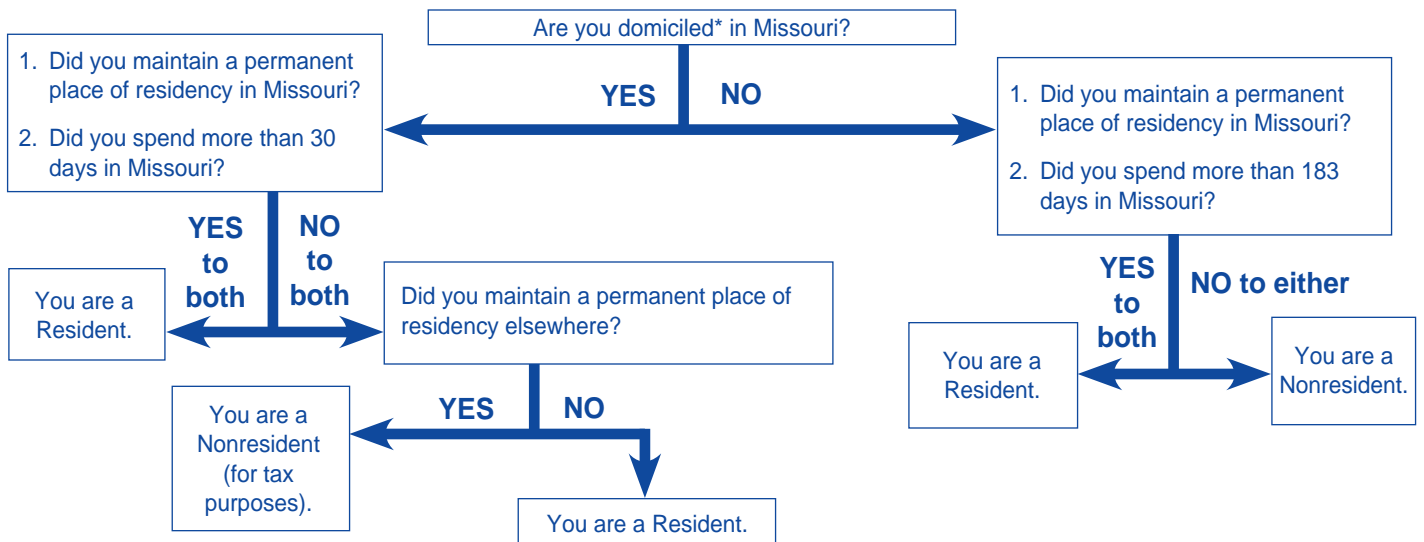 Are you domiciled* in Missouri?
YES
NO
1. Did you maintain a permanent
place of residency in Missouri?
2. Did you spend more than 30
days in Missouri?
YES
to
both
NO
to
both
You are a
Resident.
Did you maintain a permanent place of
residency elsewhere?
YES
NO
You are a
Nonresident
(for tax
purposes).
You are a Resident.
1. Did you maintain a permanent
place of residency in Missouri?
2. Did you spend more than 183
days in Missouri?
YES
to
both
NO to either
You are a
Resident.
You are a
Nonresident.